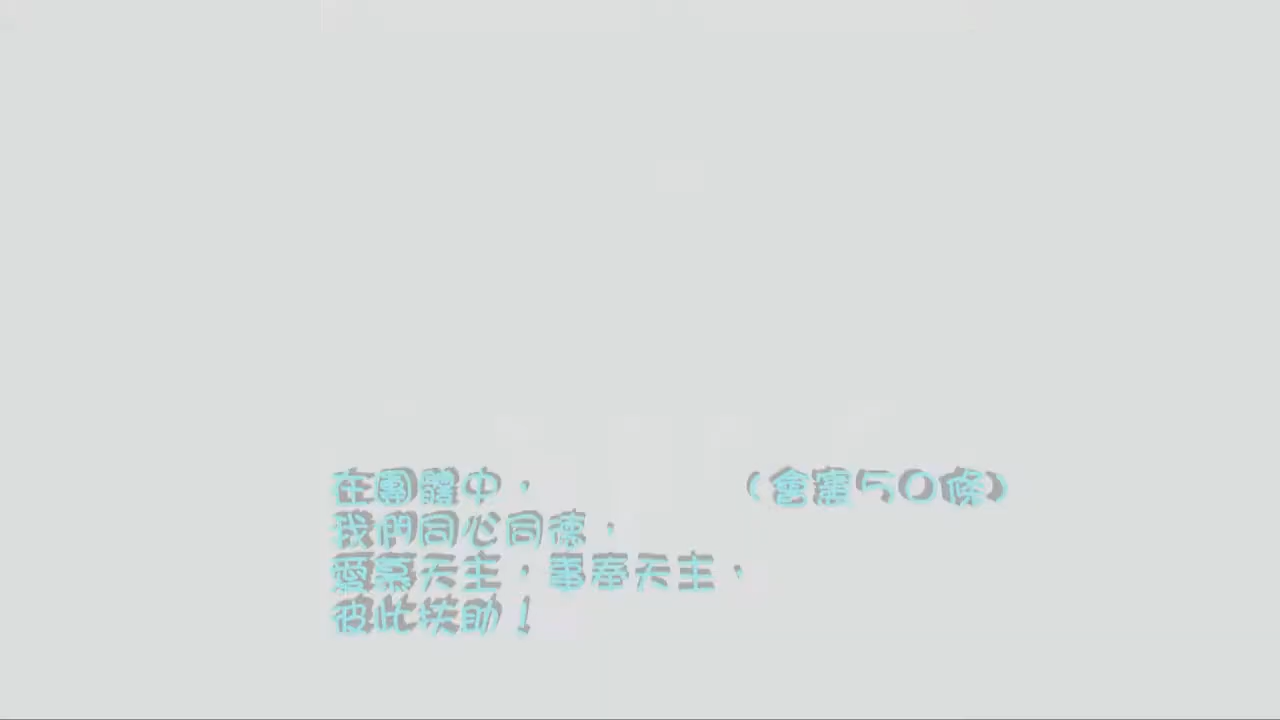 在團體中，（會憲50條）
我們同心同德，
愛慕天主，事奉天主，
彼此扶助！